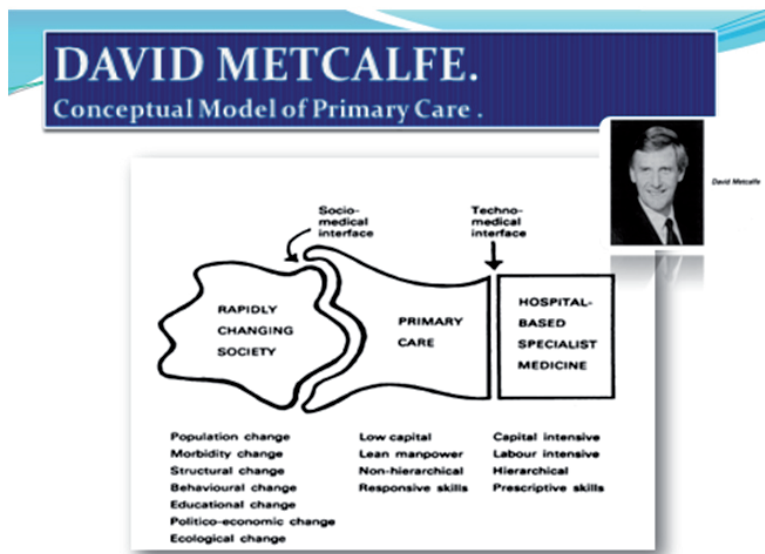 DAVID METCALFE.
Conceptual Model of Primary Care .
David Metcalfe
Socio-
medical
interface
Techno-
medical
interface
RAPIDLY
CHANGING
SOCIETY
PRIMARY
CARE
HOSPITAL-
BASED
SPECIALIST
MEDICINE
Population change
Morbidity change
Structural change
Behavioural change
Educational change
Politico-economic change
Ecological change
Low capital
Lean manpower
Non-hierarchical
Responsive skills
Capital intensive
Labour intensive
Hierarchical
Prescriptive skills